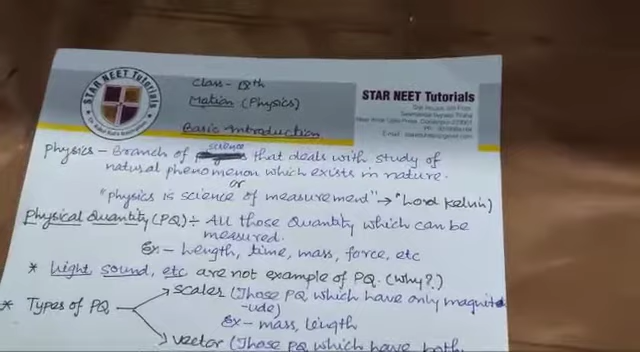 STAR NEET Tutorials
Class- 9th
Motion (Physics)
Basic Introduction
STAR NEET Tutorials
Physics - Branch of science that deals with study of
natural phenomenon which exists in nature.
or
"Physics is science of measurement" → "Lord Kelvin)
Physical Quantity (PQ) ÷ All those Quantity which can be
measured.
Ex - Length, time, mass, force, etc
* Light Sound, etc are not example of PQ. (Why?)
* Types of PQ
scaler (Those PQ which have only magnit
-ude)
Ex - mass, length
vector (Those PQ which have both